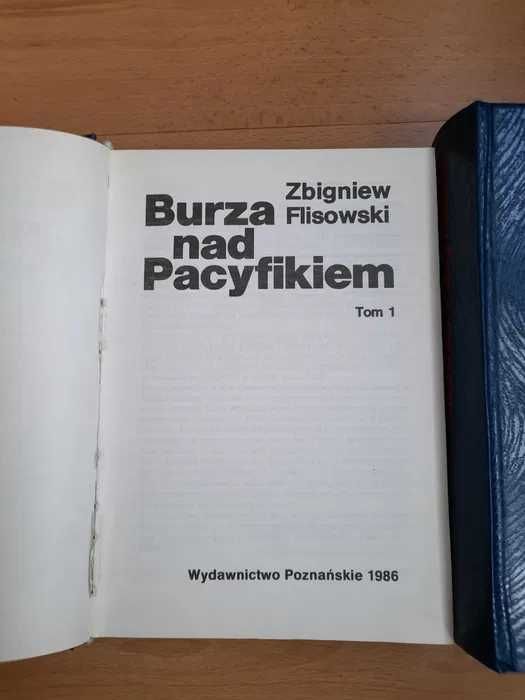 Zbigniew
Flisowski
Burza
nad
Pacyfikiem
Tom 1
Wydawnictwo Poznańskie 1986